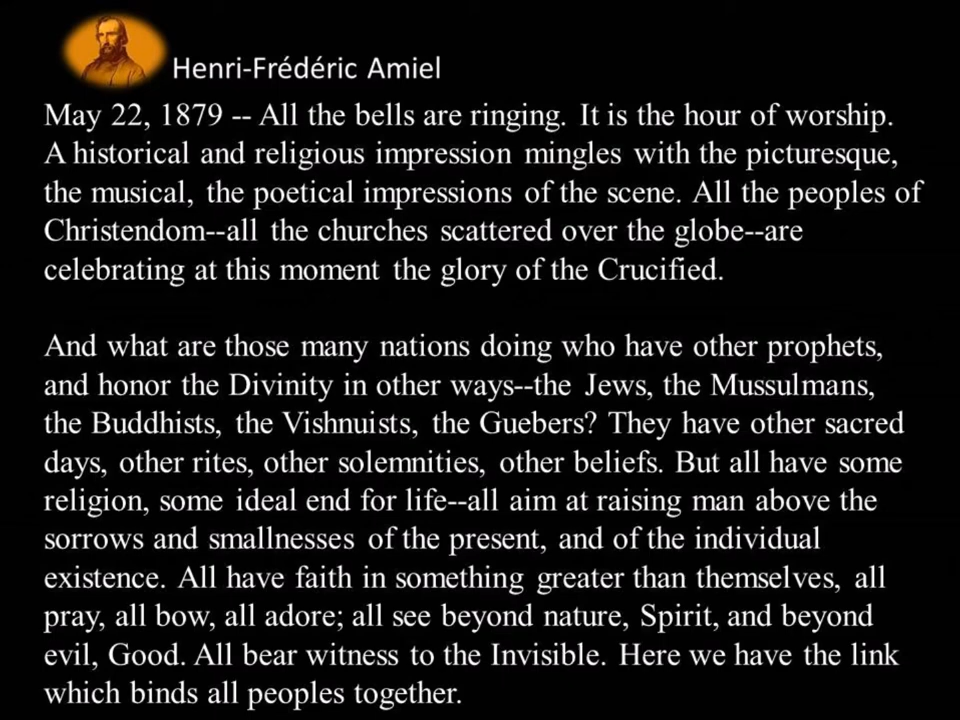 Henri-Frédéric Amiel
May 22, 1879 -- All the bells are ringing. It is the hour of worship.
A historical and religious impression mingles with the picturesque,
the musical, the poetical impressions of the scene. All the peoples of
Christendom--all the churches scattered over the globe--are
celebrating at this moment the glory of the Crucified.
And what are those many nations doing who have other prophets,
and honor the Divinity in other ways--the Jews, the Mussulmans,
the Buddhists, the Vishnuists, the Guebers? They have other sacred
days, other rites, other solemnities, other beliefs. But all have some
religion, some ideal end for life--all aim at raising man above the
sorrows and smallnesses of the present, and of the individual
existence. All have faith in something greater than themselves, all
pray, all bow, all adore; all see beyond nature, Spirit, and beyond
evil, Good. All bear witness to the Invisible. Here we have the link
which binds all peoples together.